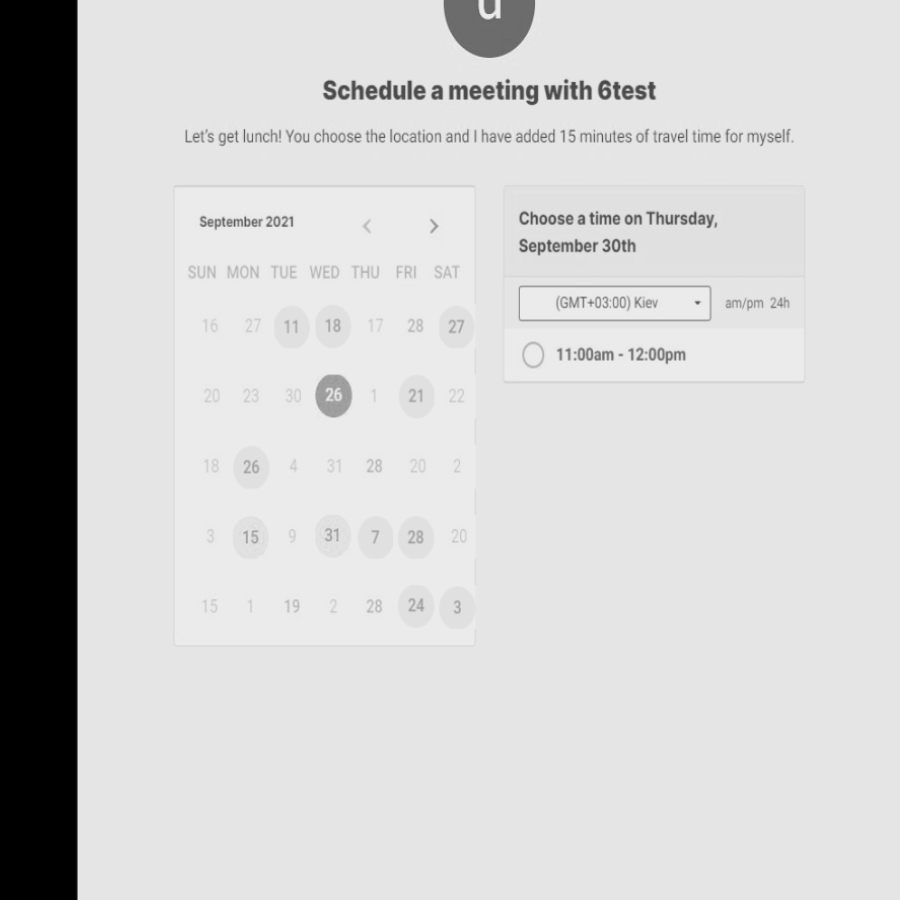 Schedule a meeting with 6test
Let's get lunch! You choose the location and I have added 15 minutes of travel time for myself.
September 2021
SUN MON TUE WED THU FRI SAT
16 27 11 18 17 28 27
20 23 30 26 1 21 22
18 26 4 31 28 20 2
3 15 9 31 7 28 20
15 1 19 2 28 24 3
Choose a time on Thursday,
September 30th
(GMT+03:00) Kiev am/pm 24h
11:00am - 12:00pm